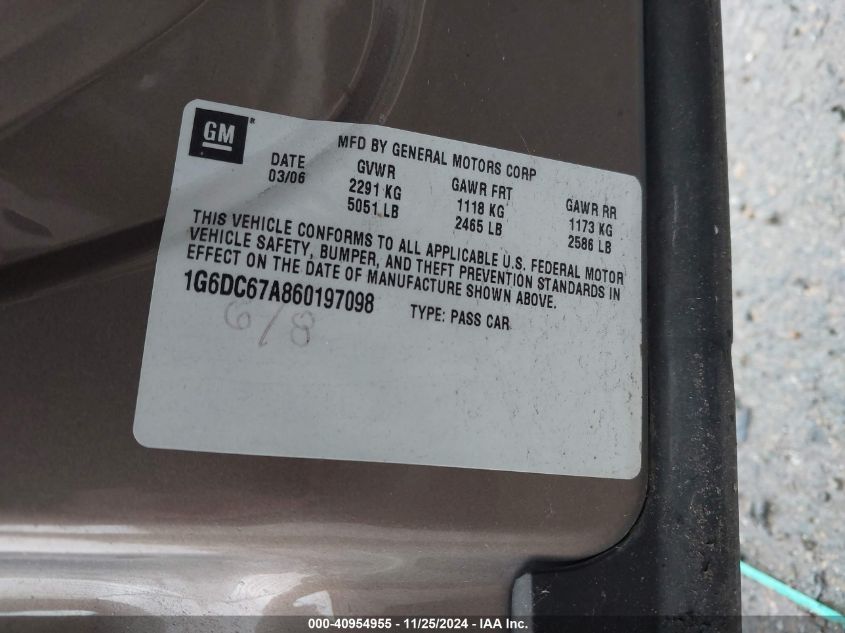 GM®
MFD BY GENERAL MOTORS CORP
DATE GVWR GAWR FRT GAWR RR
03/06 2291 KG 1118 KG 1173 KG
5051 LB 2465 LB 2586 LB
THIS VEHICLE CONFORMS TO ALL APPLICABLE U.S. FEDERAL MOTOR
VEHICLE SAFETY, BUMPER, AND THEFT PREVENTION STANDARDS IN
EFFECT ON THE DATE OF MANUFACTURE SHOWN ABOVE.
1G6DC67A860197098 TYPE: PASS CAR
6/8
000-40954955 - 11/25/2024 - IAA Inc.